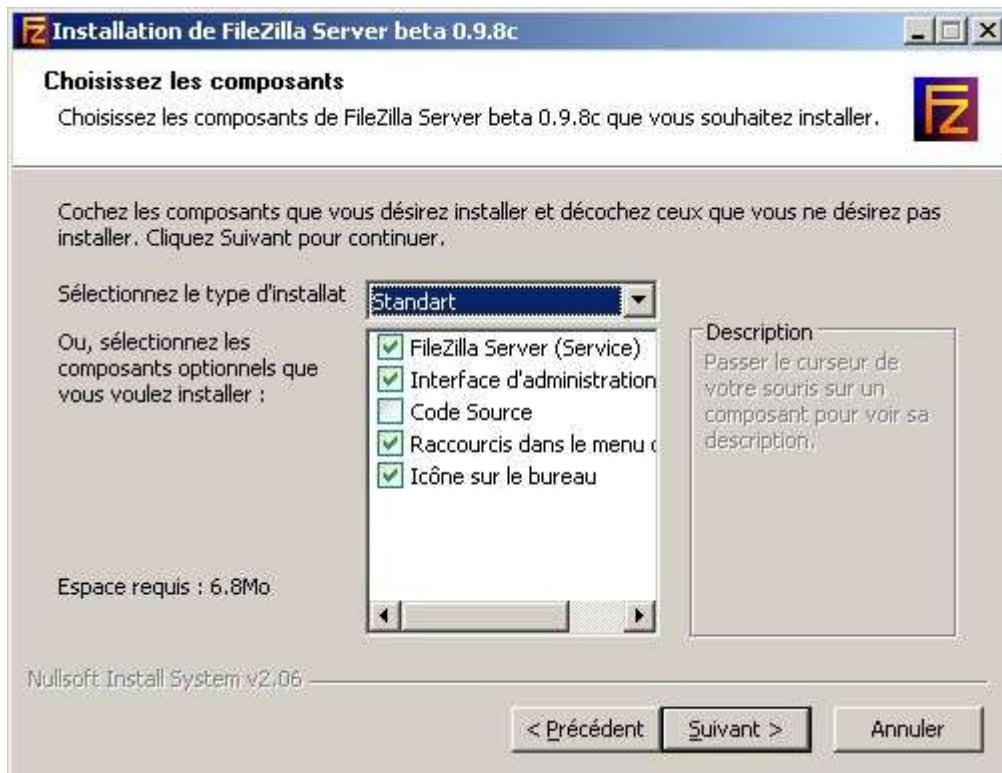 Installation de FileZilla Server beta 0.9.8c
Choisissez les composants
Choisissez les composants de FileZilla Server beta 0.9.8c que vous souhaitez installer.
Cochez les composants que vous désirez installer et décochez ceux que vous ne désirez pas
installer. Cliquez Suivant pour continuer.
Sélectionnez le type d'installat
Standart
Ou, sélectionnez les
composants optionnels que
vous voulez installer :
FileZilla Server (Service)
Interface d'administration
Code Source
Raccourcis dans le menu
Icône sur le bureau
Description
Passer le curseur de
votre souris sur un
composant pour voir sa
description.
Espace requis : 6.8Mo
Nullsoft Install System v2.06
< Précédent
Suivant >
Annuler